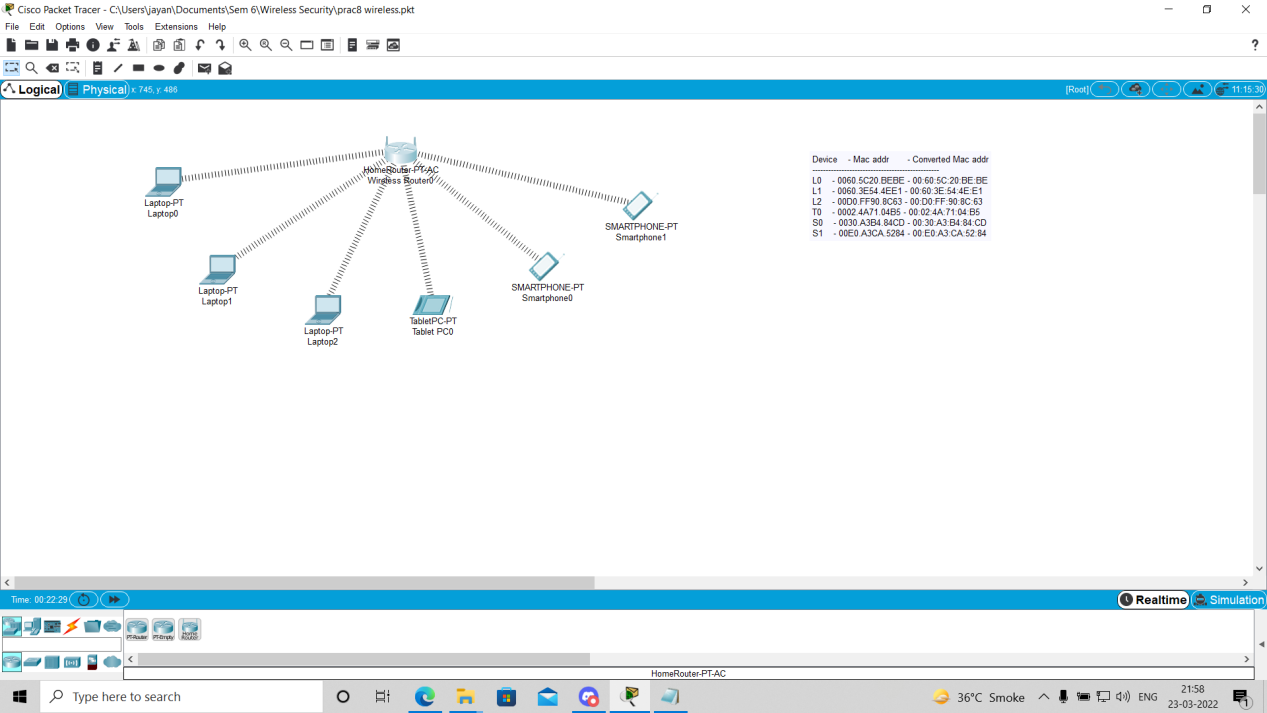 Cisco Packet Tracer - C:\Users\jayan\Documents\Sem 6\Wireless Security\prac8 wireless.pkt
File Edit Options View Tools Extensions Help
?
Logical Physical x: 745, y: 486 [Root] 11:15:30
HomeRouter-PT-AC
Wireless Router0
Laptop-PT
Laptop0
Laptop-PT
Laptop1
Laptop-PT
Laptop2
TabletPC-PT
Tablet PC0
SMARTPHONE-PT
Smartphone0
SMARTPHONE-PT
Smartphone1
Device - Mac addr - Converted Mac addr
L0 - 0060.5C20.BEBE - 00:60:5C:20:BE:BE
L1 - 0060.3E54.4EE1 - 00:60:3E:54:4E:E1
L2 - 00D0.FF90.8C63 - 00:D0:FF:90:8C:63
T0 - 0002.4A71.04B5 - 00:02:4A:71:04:B5
S0 - 0030.A3B4.84CD - 00:30:A3:B4:84:CD
S1 - 00E0.A3CA.5284 - 00:E0:A3:CA:52:84
Time: 00:22:29 Realtime Simulation
PT-Router PT-Empty Home Router
HomeRouter-PT-AC
Type here to search 36°C Smoke ENG 21:58
23-03-2022 1